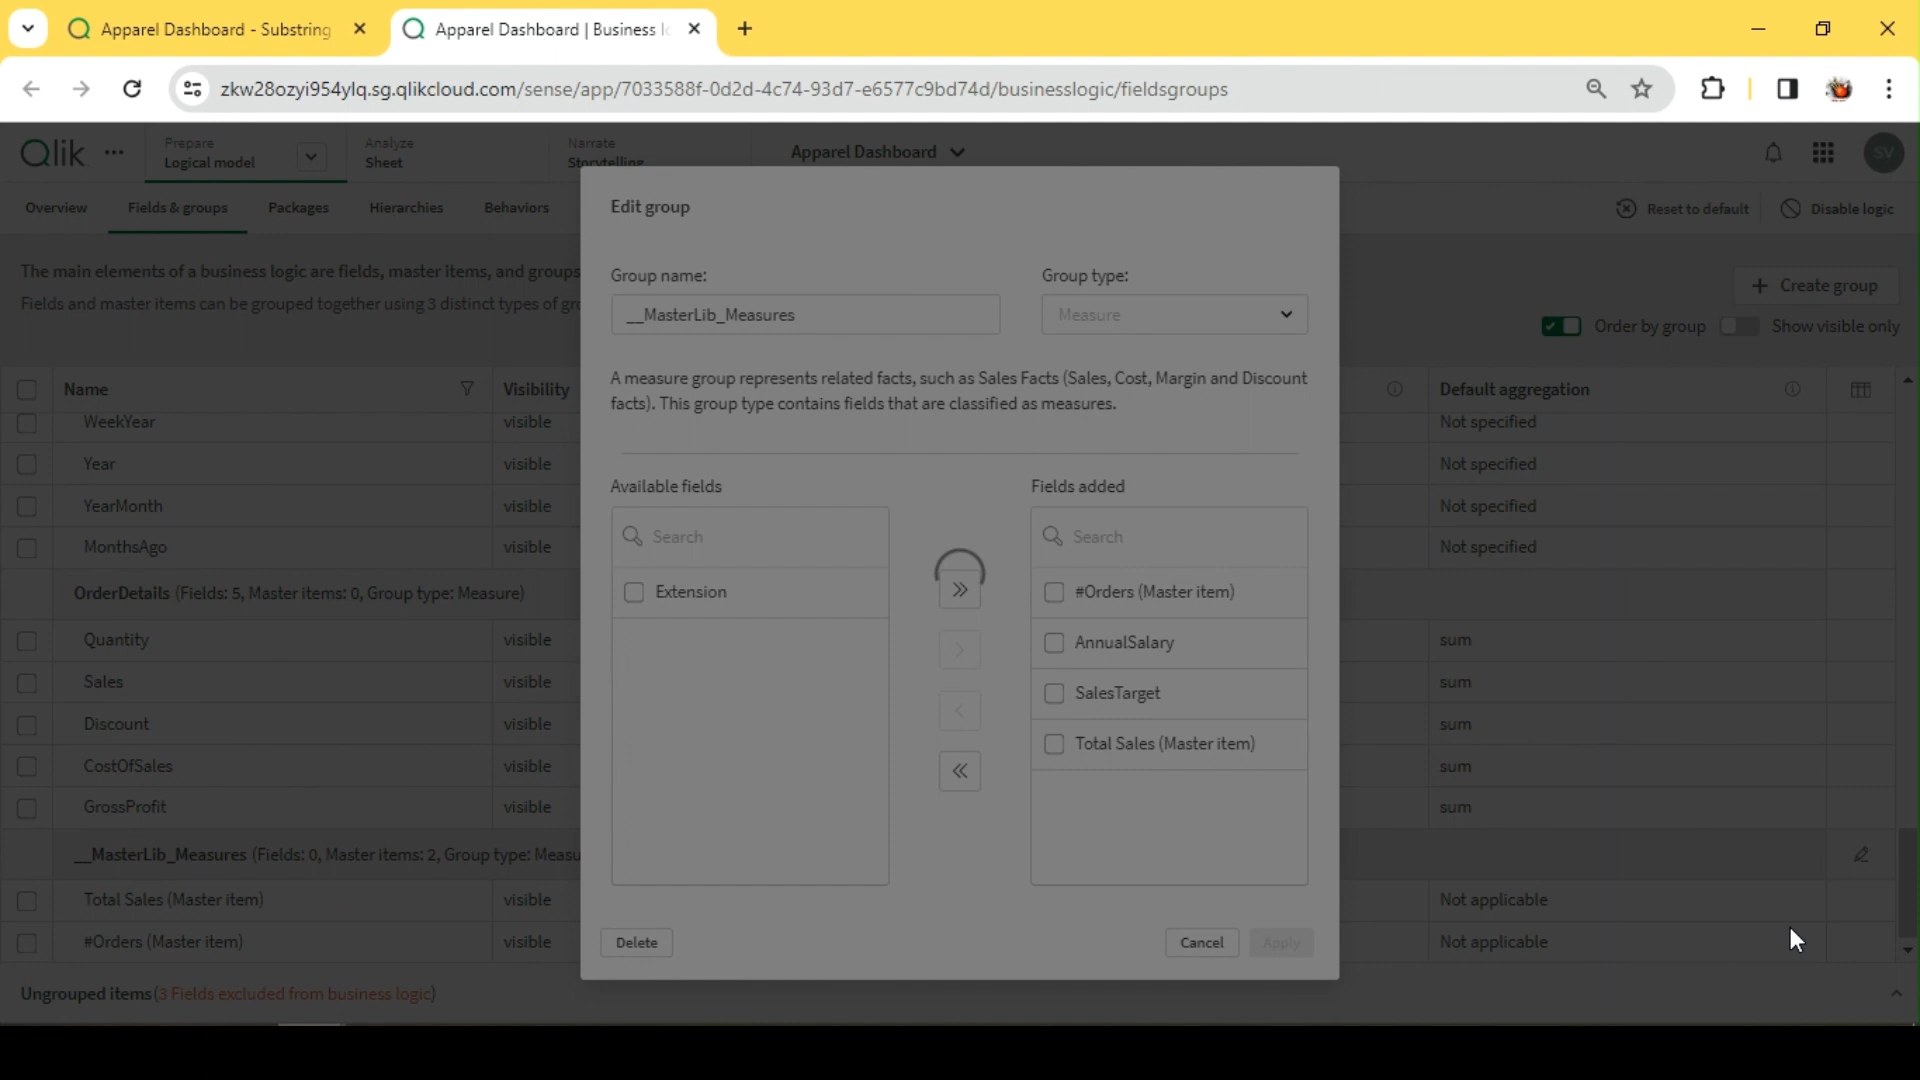 Apparel Dashboard - Substring
Apparel Dashboard | Business lo
zkw28ozyi954ylq.sg.qlikcloud.com/sense/app/7033588f-0d2d-4c74-93d7-e6577c9bd74d/businesslogic/fieldsgroups
Qlik
Prepare
Logical model
Analyze
Sheet
Narrate
Storytelling
Apparel Dashboard
SV
Overview
Fields & groups
Packages
Hierarchies
Behaviors
Reset to default
Disable logic
The main elements of a business logic are fields, master items, and groups
Fields and master items can be grouped together using 3 distinct types of gr
Create group
Order by group
Show visible only
Name
Visibility
Default aggregation
WeekYear visible Not specified
Year visible Not specified
YearMonth visible Not specified
MonthsAgo visible Not specified
OrderDetails (Fields: 5, Master items: 0, Group type: Measure)
Quantity visible sum
Sales visible sum
Discount visible sum
CostOfSales visible sum
GrossProfit visible sum
__MasterLib_Measures (Fields: 0, Master items: 2, Group type: Measu
Total Sales (Master item) visible Not applicable
#Orders (Master item) visible Not applicable
Ungrouped items (3 Fields excluded from business logic)
Edit group
Group name:
Group type:
__MasterLib_Measures
Measure
A measure group represents related facts, such as Sales Facts (Sales, Cost, Margin and Discount
facts). This group type contains fields that are classified as measures.
Available fields
Search
Extension
Fields added
Search
#Orders (Master item)
AnnualSalary
SalesTarget
Total Sales (Master item)
Delete
Cancel
Apply